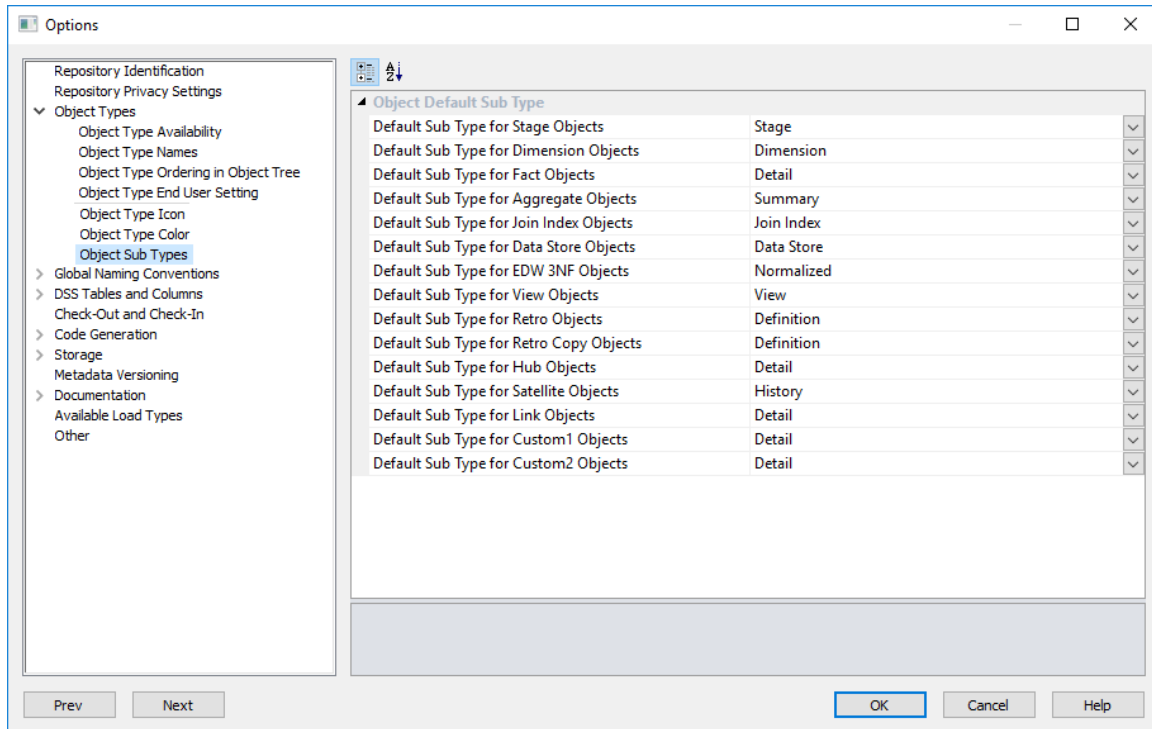 Options
Repository Identification
Repository Privacy Settings
Object Types
Object Type Availability
Object Type Names
Object Type Ordering in Object Tree
Object Type End User Setting
Object Type Icon
Object Type Color
Object Sub Types
Global Naming Conventions
DSS Tables and Columns
Check-Out and Check-In
Code Generation
Storage
Metadata Versioning
Documentation
Available Load Types
Other
A Z
Object Default Sub Type
Default Sub Type for Stage Objects Stage
Default Sub Type for Dimension Objects Dimension
Default Sub Type for Fact Objects Detail
Default Sub Type for Aggregate Objects Summary
Default Sub Type for Join Index Objects Join Index
Default Sub Type for Data Store Objects Data Store
Default Sub Type for EDW 3NF Objects Normalized
Default Sub Type for View Objects View
Default Sub Type for Retro Objects Definition
Default Sub Type for Retro Copy Objects Definition
Default Sub Type for Hub Objects Detail
Default Sub Type for Satellite Objects History
Default Sub Type for Link Objects Detail
Default Sub Type for Custom1 Objects Detail
Default Sub Type for Custom2 Objects Detail
Prev Next OK Cancel Help